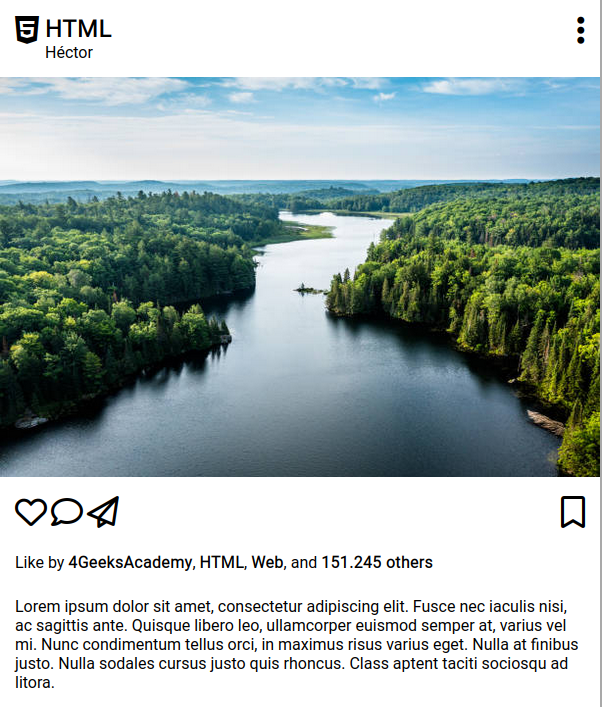 HTML
Héctor
Like by 4GeeksAcademy, HTML, Web, and 151.245 others
Lorem ipsum dolor sit amet, consectetur adipiscing elit. Fusce nec iaculis nisi,
ac sagittis ante. Quisque libero leo, ullamcorper euismod semper at, varius vel
mi. Nunc condimentum tellus orci, in maximus risus varius eget. Nulla at finibus
justo. Nulla sodales cursus justo quis rhoncus. Class aptent taciti sociosqu ad
litora.